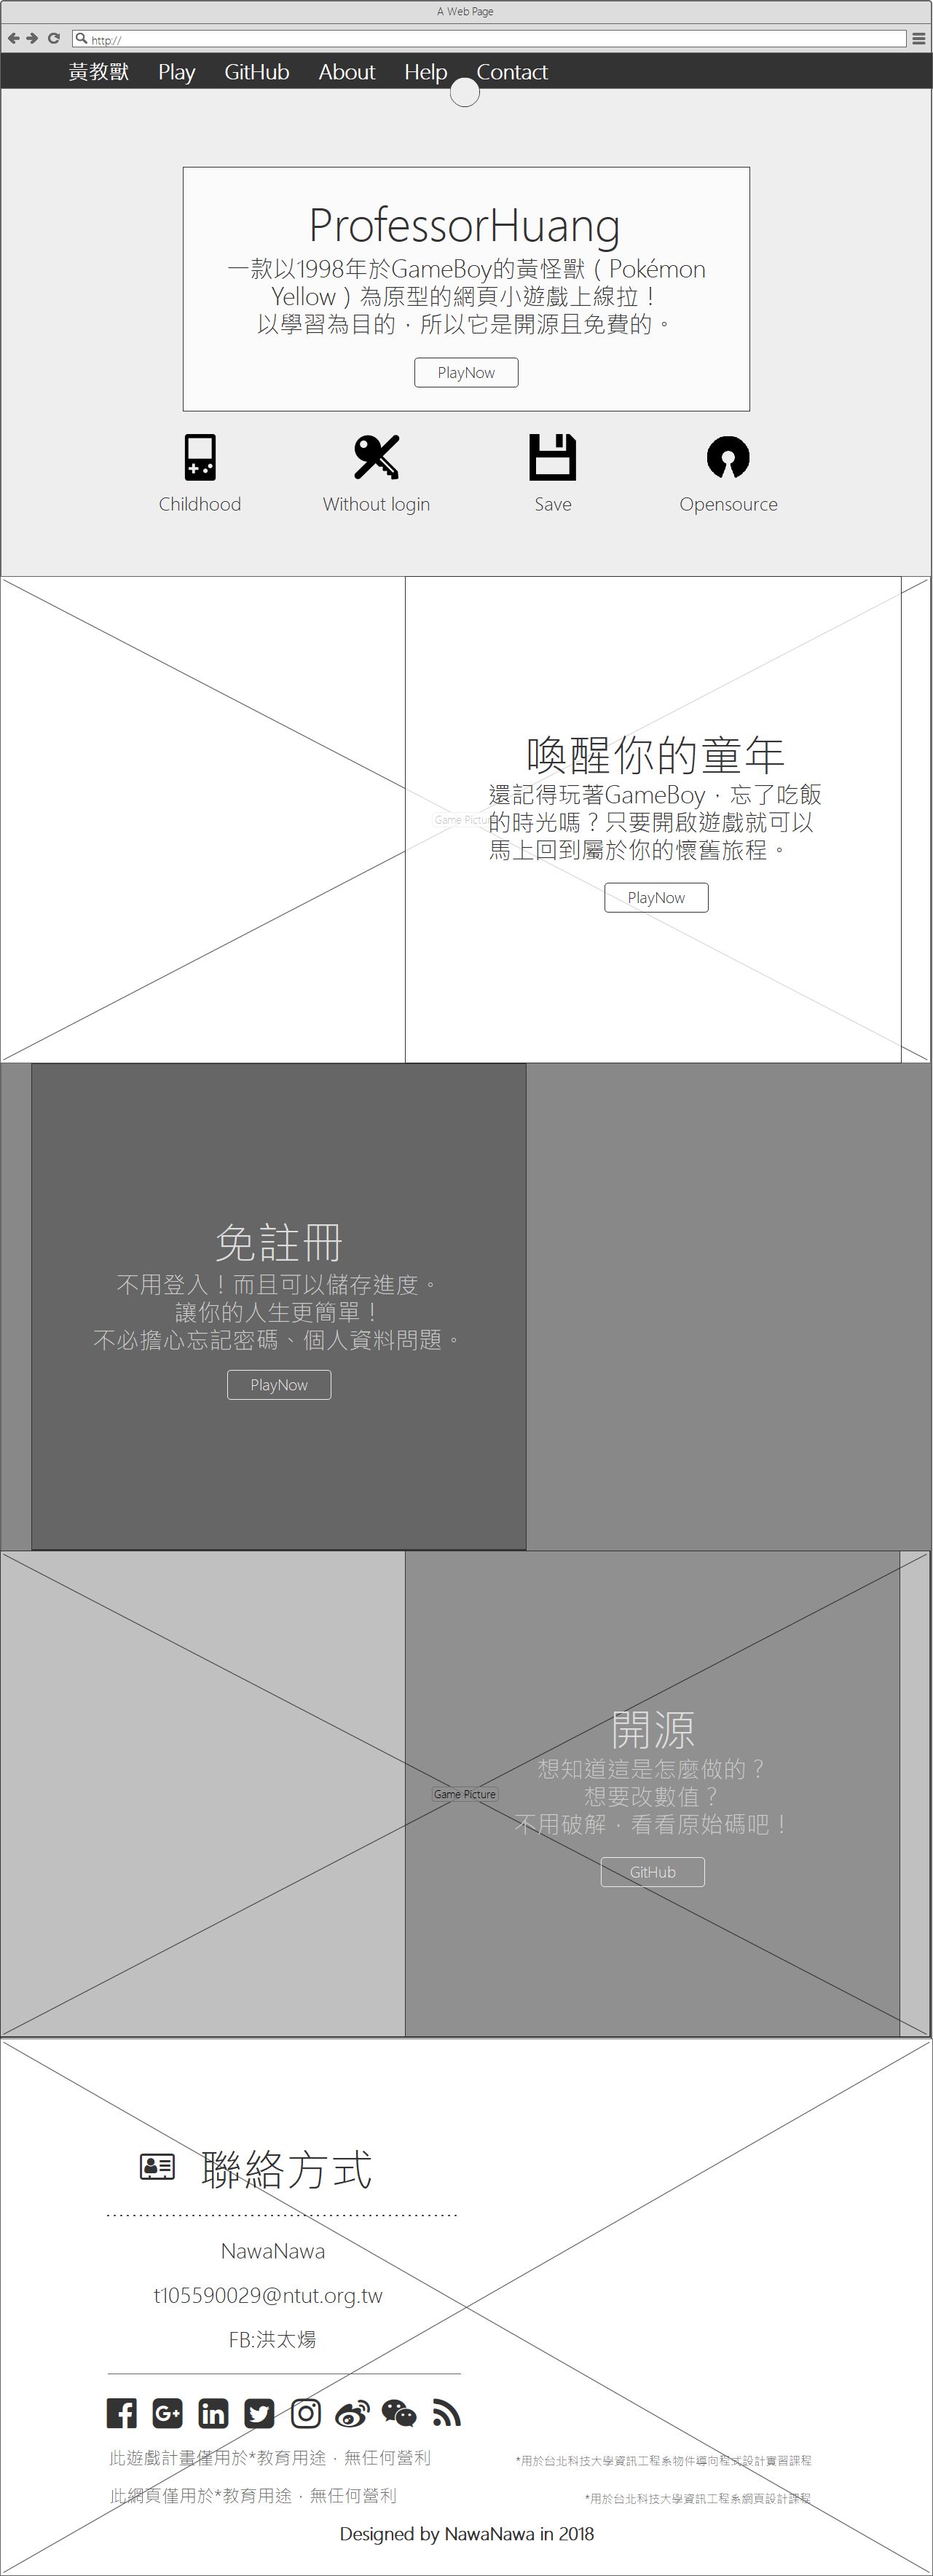 A Web Page
http://
黃教獸 Play GitHub About Help Contact
ProfessorHuang
一款以1998年於GameBoy的黃怪獸（Pokémon
Yellow）為原型的網頁小遊戲上線拉！
以學習為目的，所以它是開源且免費的。
PlayNow
Childhood Without login Save Opensource
喚醒你的童年
還記得玩著GameBoy，忘了吃飯
Game Picture
的時光嗎？只要開啟遊戲就可以
馬上回到屬於你的懷舊旅程。
PlayNow
免註冊
不用登入！而且可以儲存進度。
讓你的人生更簡單！
不必擔心忘記密碼、個人資料問題。
PlayNow
開源
想知道這是怎麼做的？
Game Picture
想要改數值？
不用破解，看看原始碼吧！
GitHub
聯絡方式
NawaNawa
t105590029@ntut.org.tw
FB:洪太煬
此遊戲計畫僅用於*教育用途，無任何營利
*用於台北科技大學資訊工程系物件導向程式設計實習課程
此網頁僅用於*教育用途，無任何營利
*用於台北科技大學資訊工程系網頁設計課程
Designed by NawaNawa in 2018